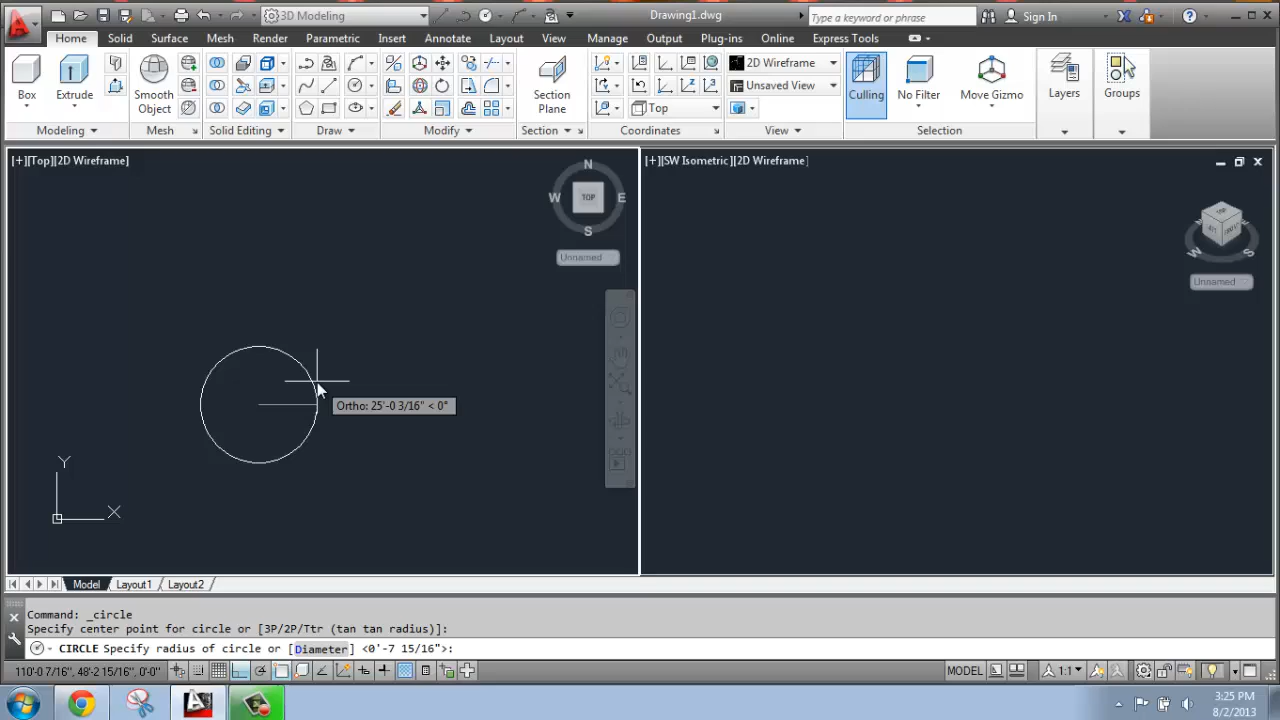 3D Modeling
Drawing1.dwg
Type a keyword or phrase
Sign In
Home Solid Surface Mesh Render Parametric Insert Annotate Layout View Manage Output Plug-ins Online Express Tools
2D Wireframe
Unsaved View
Top
Box Extrude Smooth Object Section Plane Culling No Filter Move Gizmo Layers Groups
Modeling Mesh Solid Editing Draw Modify Section Coordinates View Selection
[+][Top][2D Wireframe]
[+][SW Isometric][2D Wireframe]
N
W TOP E
S
Unnamed
TOP
W S
Unnamed
Ortho: 25'-0 3/16" < 0°
Y
X
Model Layout1 Layout2
Command: _circle
Specify center point for circle or [3P/2P/Ttr (tan tan radius)]:
CIRCLE Specify radius of circle or [Diameter] <0'-7 15/16">:
110'-0 7/16", 48'-2 15/16", 0'-0"
MODEL
1:1
3:25 PM
8/2/2013